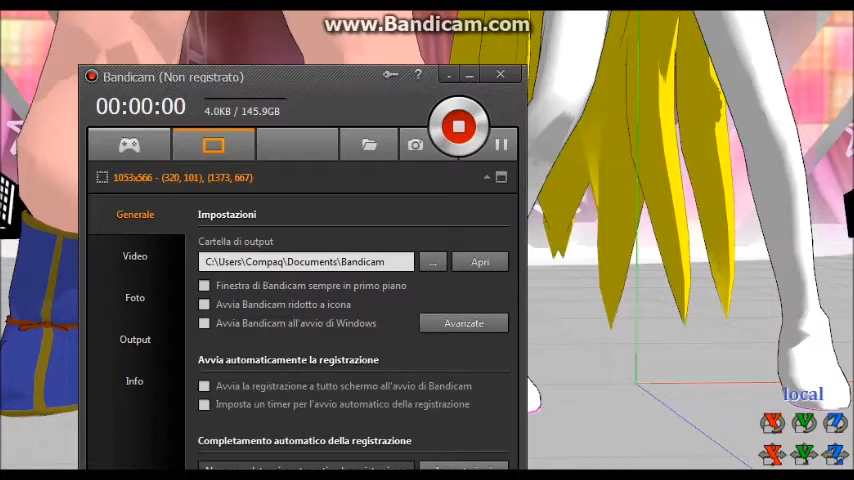 www.Bandicam.com
Bandicam (Non registrato)
?
00:00:00
4.0KB / 145.9GB
1053x566 - (320, 101), (1373, 667)
Generale
Impostazioni
Cartella di output
C:\Users\Compaq\Documents\Bandicam
...
Apri
Video
Finestra di Bandicam sempre in primo piano
Foto
Avvia Bandicam ridotto a icona
Avvia Bandicam all'avvio di Windows
Avanzate
Output
Avvia automaticamente la registrazione
Info
Avvia la registrazione a tutto schermo all'avvio di Bandicam
Imposta un timer per l'avvio automatico della registrazione
Completamento automatico della registrazione
local
X Y Z
X Y Z